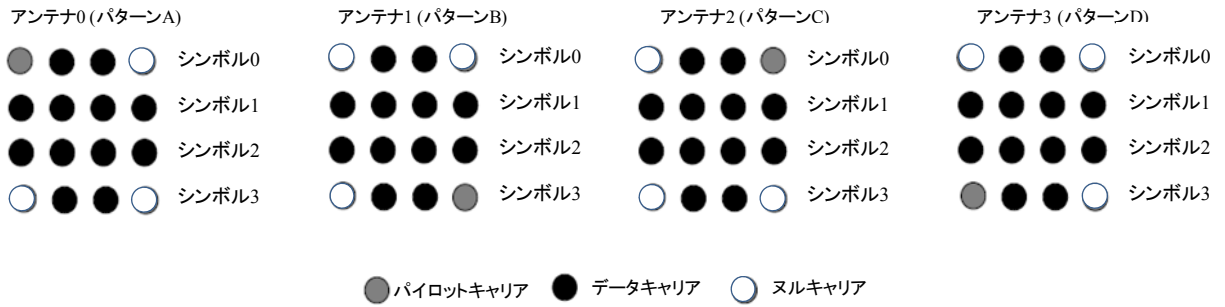 アンテナ0 (パターンA)
アンテナ1 (パターンB)
アンテナ2 (パターンC)
アンテナ3 (パターンD)
シンボル0
シンボル0
シンボル0
シンボル0
シンボル1
シンボル1
シンボル1
シンボル1
シンボル2
シンボル2
シンボル2
シンボル2
シンボル3
シンボル3
シンボル3
シンボル3
パイロットキャリア
データキャリア
ヌルキャリア